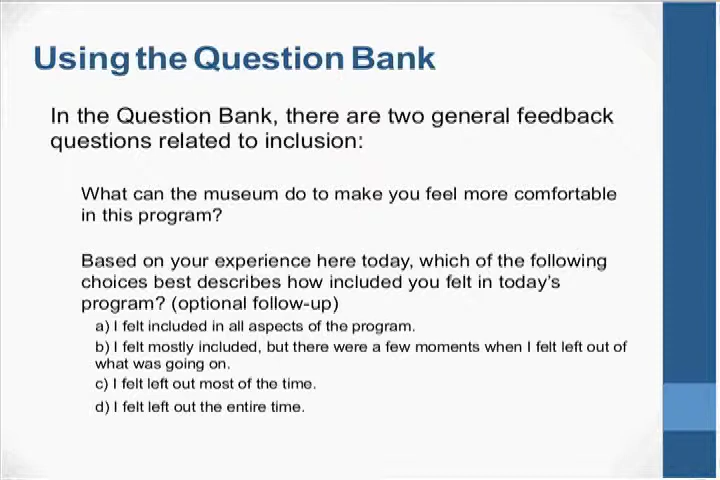 Using the Question Bank
In the Question Bank, there are two general feedback
questions related to inclusion:
What can the museum do to make you feel more comfortable
in this program?
Based on your experience here today, which of the following
choices best describes how included you felt in today's
program? (optional follow-up)
a) I felt included in all aspects of the program.
b) I felt mostly included, but there were a few moments when I felt left out of
what was going on.
c) I felt left out most of the time.
d) I felt left out the entire time.